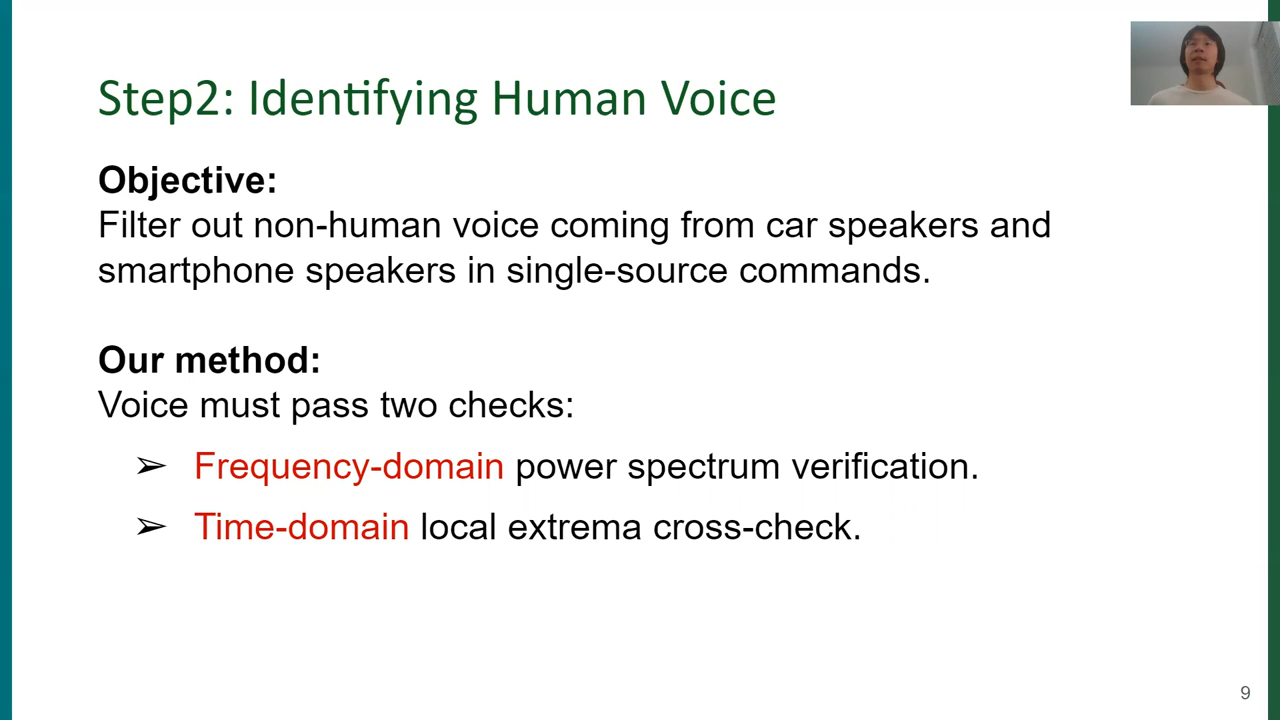 Step2: Identifying Human Voice
Objective:
Filter out non-human voice coming from car speakers and
smartphone speakers in single-source commands.
Our method:
Voice must pass two checks:
➢ Frequency-domain power spectrum verification.
➢ Time-domain local extrema cross-check.
9